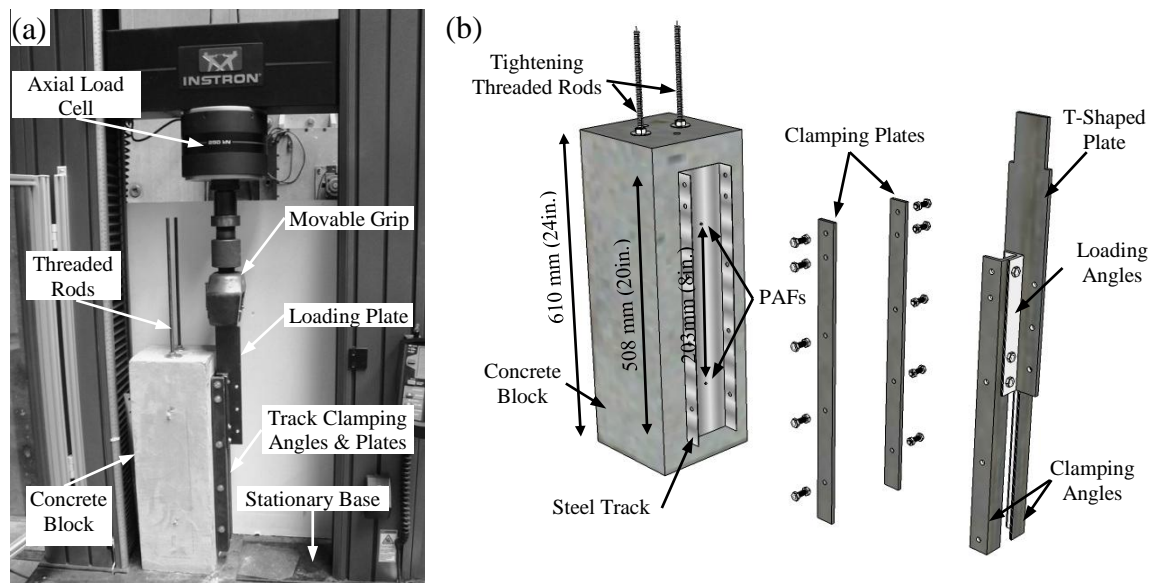 (a)
INSTRON
Axial Load
Cell
250 kN
Movable Grip
Threaded
Rods
Loading Plate
Track Clamping
Angles & Plates
Concrete
Block
Stationary Base
(b)
Tightening
Threaded Rods
Clamping Plates
T-Shaped
Plate
610 mm (24in.)
508 mm (20in.)
203mm (8in.)
PAFs
Loading
Angles
Concrete
Block
Steel Track
Clamping
Angles